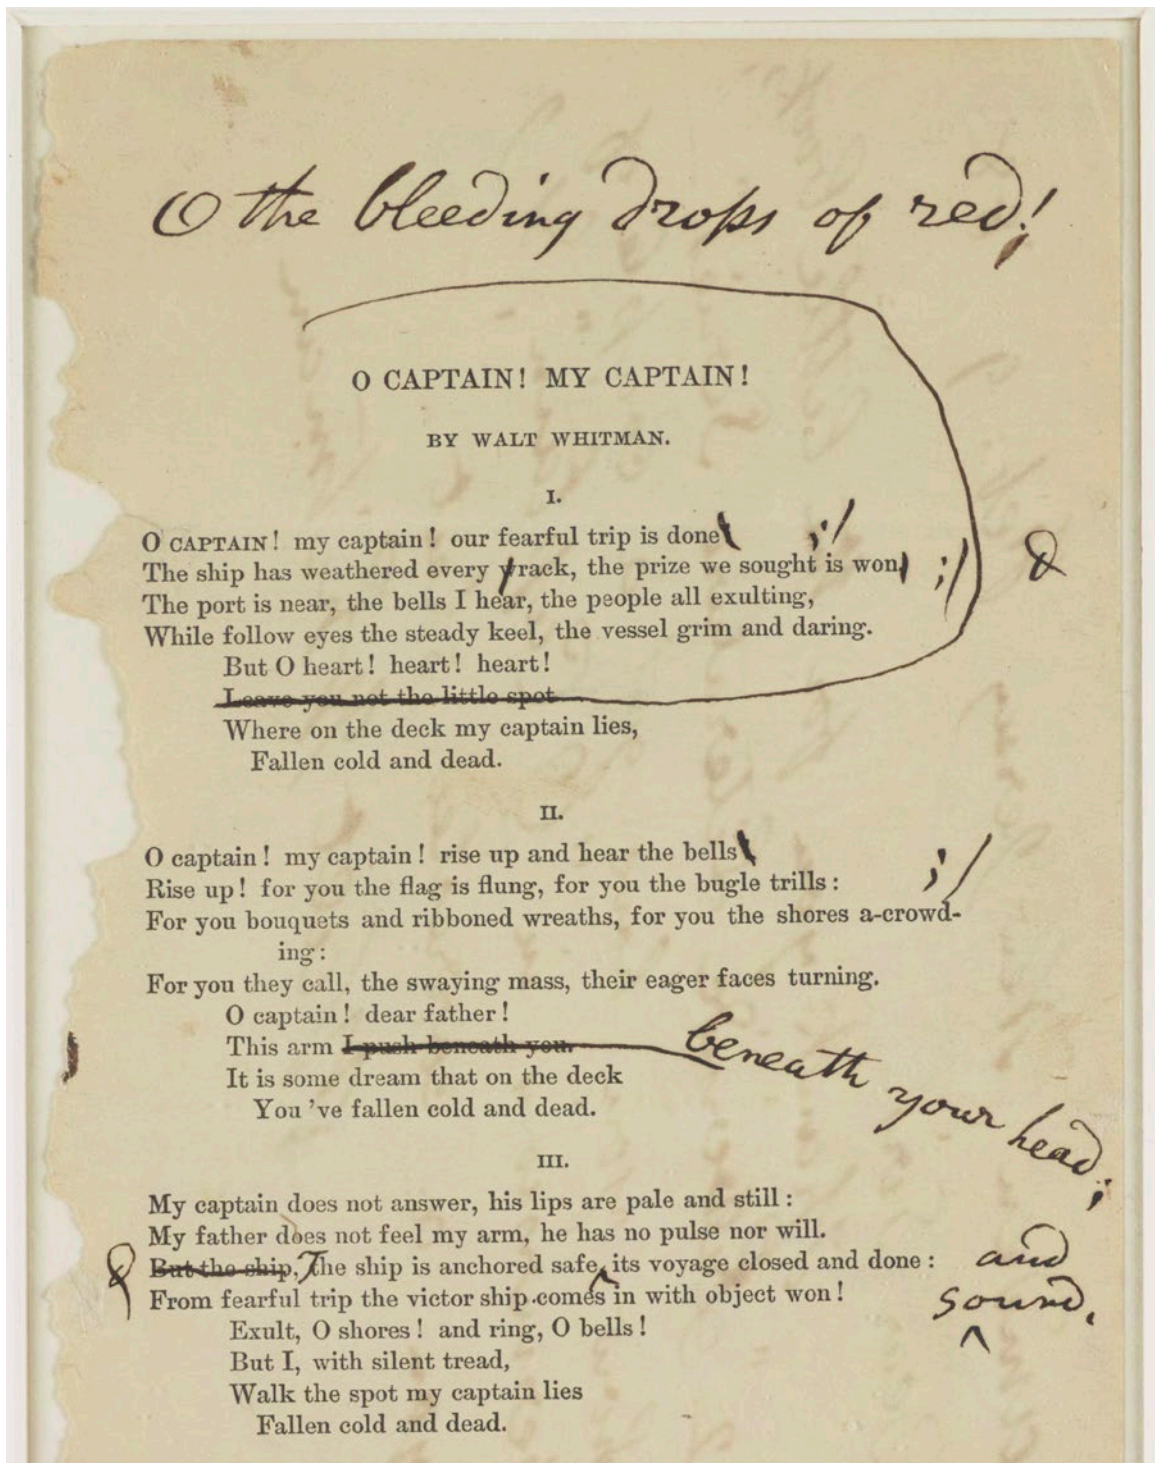 O the bleeding drops of red!
O CAPTAIN! MY CAPTAIN!
BY WALT WHITMAN.
I.
O CAPTAIN! my captain! our fearful trip is done ;/
The ship has weathered every wrack, the prize we sought is won, ;/
The port is near, the bells I hear, the people all exulting,
While follow eyes the steady keel, the vessel grim and daring.
But O heart! heart! heart!
Leave you not the little spot
Where on the deck my captain lies,
Fallen cold and dead.
II.
O captain! my captain! rise up and hear the bells ;/
Rise up! for you the flag is flung, for you the bugle trills:
For you bouquets and ribboned wreaths, for you the shores a-crowd-
ing:
For you they call, the swaying mass, their eager faces turning.
O captain! dear father!
This arm I push beneath you. beneath your head;
It is some dream that on the deck
You 've fallen cold and dead.
III.
My captain does not answer, his lips are pale and still:
My father does not feel my arm, he has no pulse nor will.
But the ship, The ship is anchored safe, its voyage closed and done: and
From fearful trip the victor ship comes in with object won! sound,
Exult, O shores! and ring, O bells!
But I, with silent tread,
Walk the spot my captain lies
Fallen cold and dead.